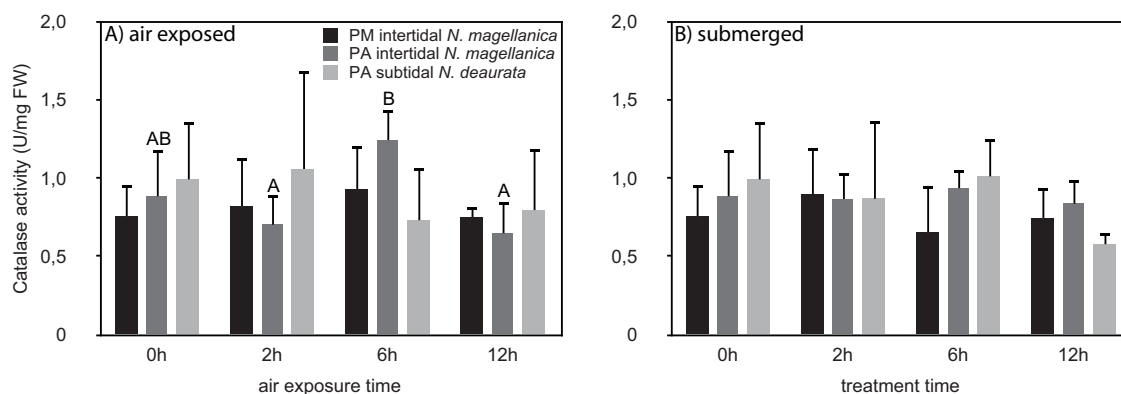 A) air exposed
PM intertidal N. magellanica
PA intertidal N. magellanica
PA subtidal N. deaurata
Catalase activity (U/mg FW)
2,0
1,5
1,0
0,5
0
AB
A
B
A
0h 2h 6h 12h
air exposure time
B) submerged
2,0
1,5
1,0
0,5
0
0h 2h 6h 12h
treatment time